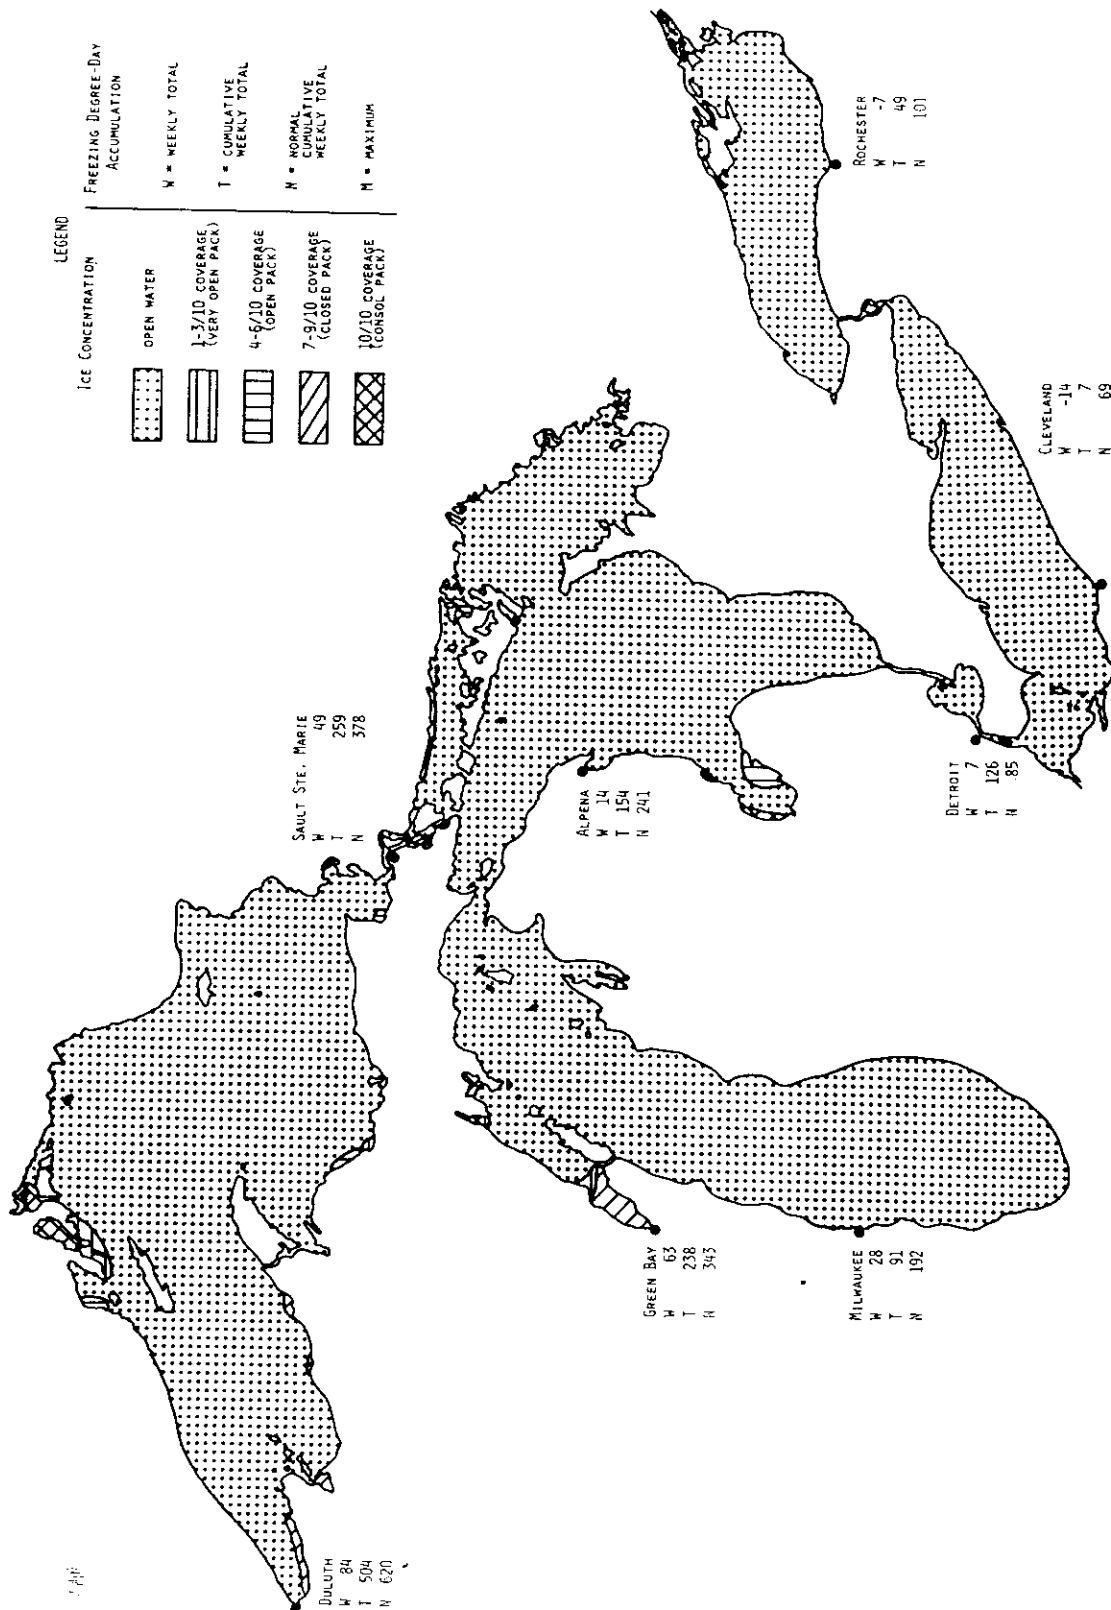 LEGEND
ICE CONCENTRATION
OPEN WATER
1-3/10 COVERAGE
(VERY OPEN PACK)
4-6/10 COVERAGE
(OPEN PACK)
7-9/10 COVERAGE
(CLOSED PACK)
10/10 COVERAGE
(CONSOL PACK)
FREEZING DEGREE-DAY
ACCUMULATION
W = WEEKLY TOTAL
T = CUMULATIVE
WEEKLY TOTAL
N = NORMAL
CUMULATIVE
WEEKLY TOTAL
M = MAXIMUM
DULUTH
W 84
T 504
N 620
SAULT STE. MARIE
W 49
T 259
N 378
GREEN BAY
W 63
T 238
N 343
MILWAUKEE
W 28
T 91
N 192
ALPENA
W 14
T 154
N 241
DETROIT
W 7
T 126
N 85
CLEVELAND
W -14
T 7
N 69
ROCHESTER
W -7
T 49
N 101